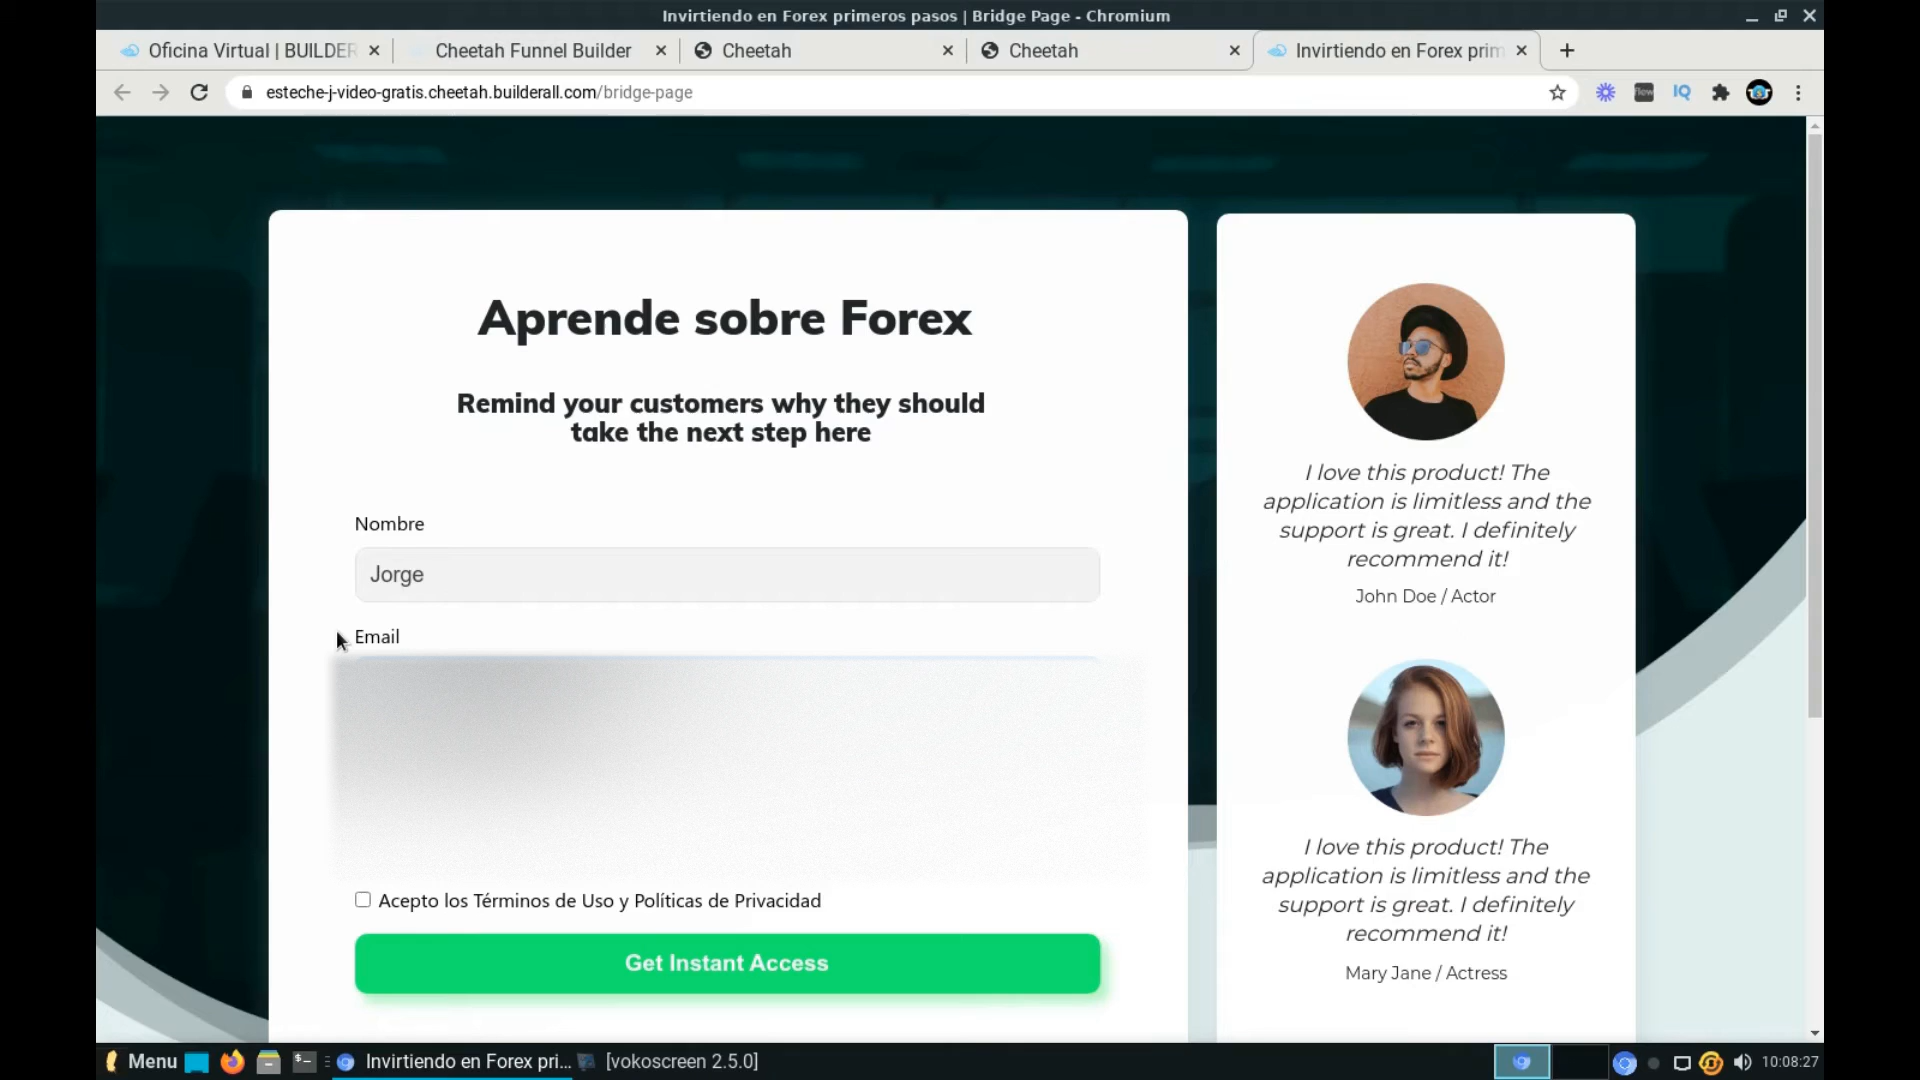 Invirtiendo en Forex primeros pasos | Bridge Page - Chromium
Oficina Virtual | BUILDER
Cheetah Funnel Builder
Cheetah
Cheetah
Invirtiendo en Forex prim
esteche-j-video-gratis.cheetah.builderall.com/bridge-page
IQ
Aprende sobre Forex
Remind your customers why they should
take the next step here
Nombre
Jorge
Email
Acepto los Términos de Uso y Políticas de Privacidad
Get Instant Access
I love this product! The
application is limitless and the
support is great. I definitely
recommend it!
John Doe / Actor
I love this product! The
application is limitless and the
support is great. I definitely
recommend it!
Mary Jane / Actress
Menu
Invirtiendo en Forex pri...
[vokoscreen 2.5.0]
10:08:27